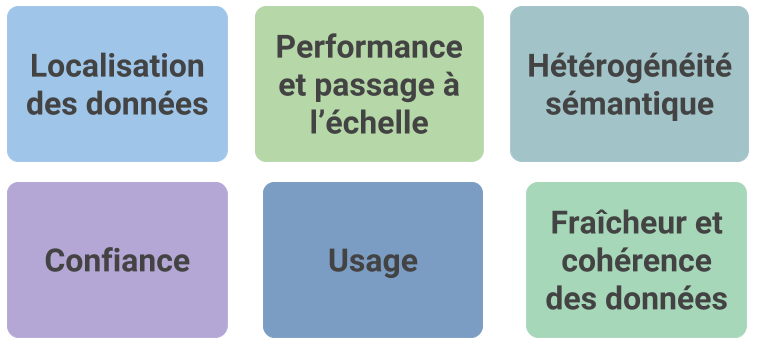 Localisation
des données
Performance
et passage à
l’échelle
Hétérogénéité
sémantique
Confiance
Usage
Fraîcheur et
cohérence
des données